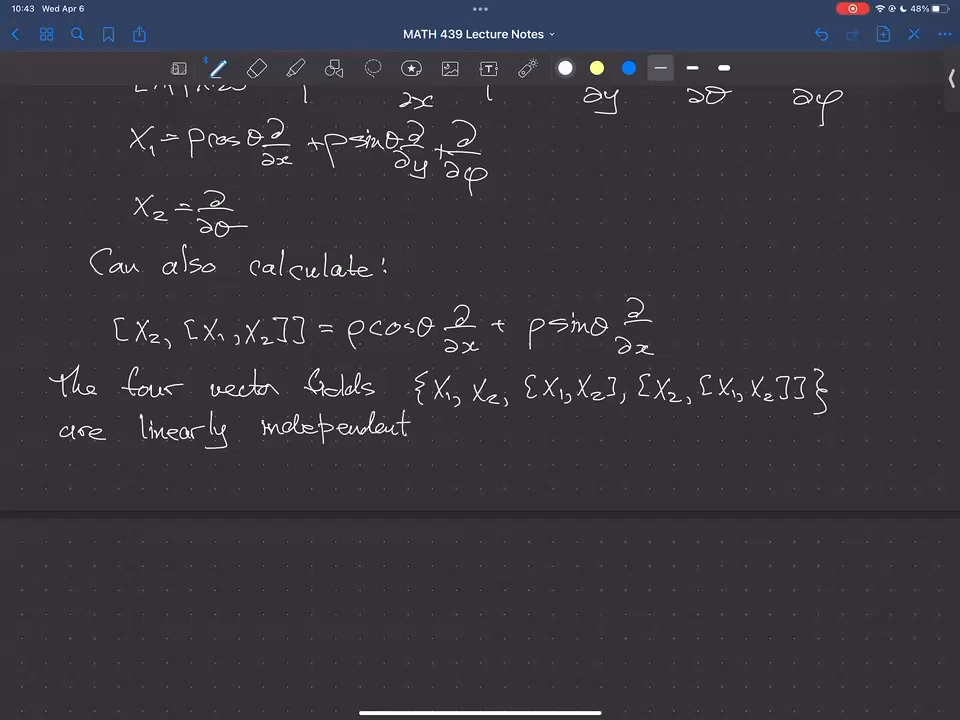 10:43 Wed Apr 6
48%
MATH 439 Lecture Notes
∂x ∂y ∂θ ∂φ
X₁ = ρcosθ ∂/∂x + ρsinθ ∂/∂y + ∂/∂φ
X₂ = ∂/∂θ
Can also calculate:
[X₂, [X₁, X₂]] = ρcosθ ∂/∂x + ρsinθ ∂/∂x
The four vector fields {X₁, X₂, [X₁, X₂], [X₂, [X₁, X₂]]}
are linearly independent